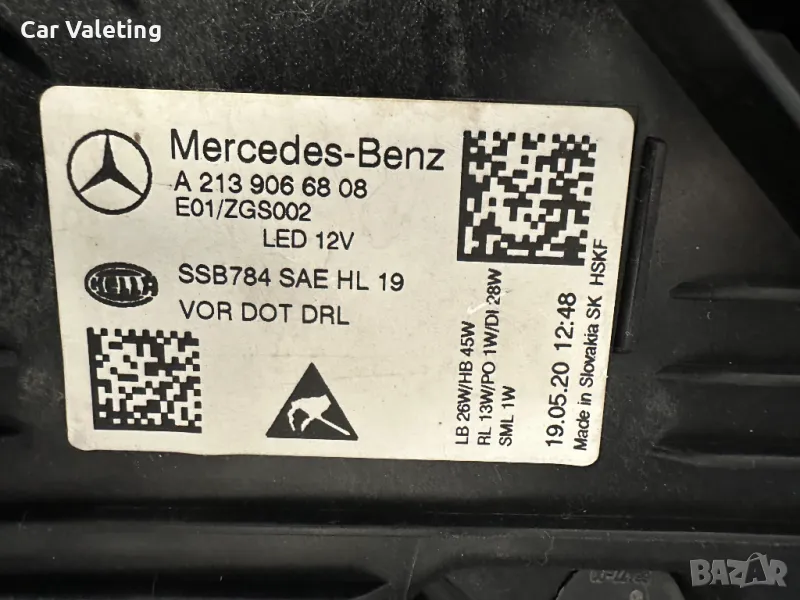 Car Valeting
Mercedes-Benz
A 213 906 68 08
E01/ZGS002
LED 12V
HELLA
SSB784 SAE HL 19
VOR DOT DRL
LB 26W/HB 45W
RL 13W/PO 1W/DI 28W
SML 1W
19.05.20 12:48
Made in Slovakia SK HSKF
BAZAR